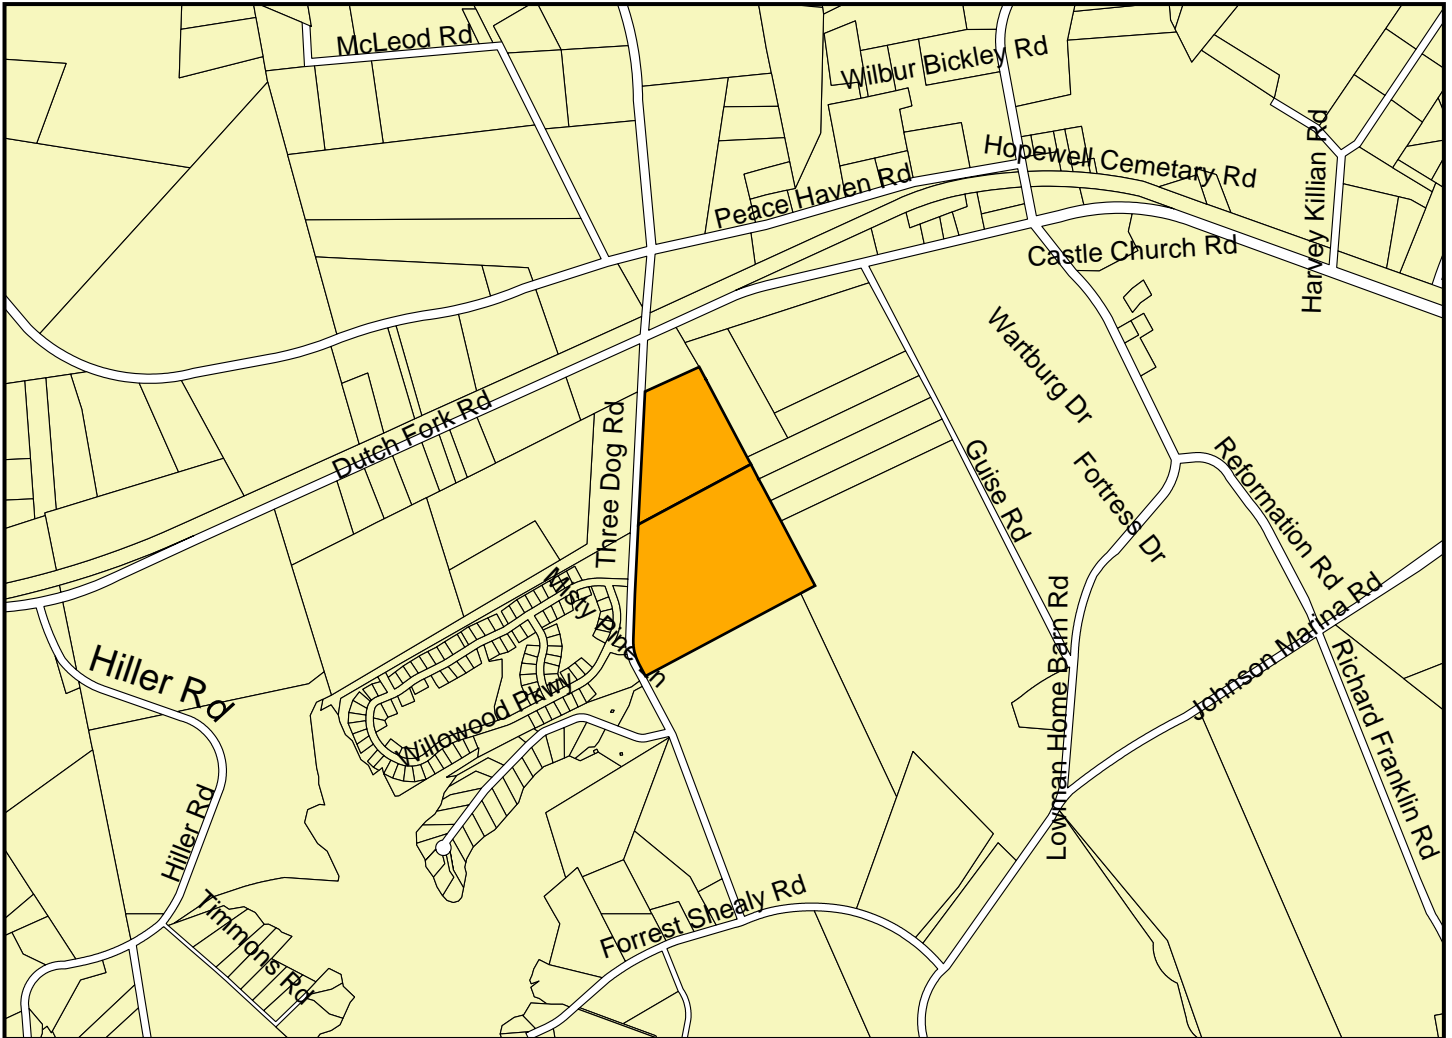 McLeod Rd
Wilbur Bickley Rd
Hopewell Cemetary Rd
Harvey Killian Rd
Peace Haven Rd
Castle Church Rd
Wartburg Dr
Dutch Fork Rd
Three Dog Rd
Guise Rd
Fortress Dr
Reformation Rd
Misty Pine Ln
Johnson Marina Rd
Lowman Home Barn Rd
Richard Franklin Rd
Hiller Rd
Willowood Pkwy
Hiller Rd
Timmons Rd
Forrest Shealy Rd